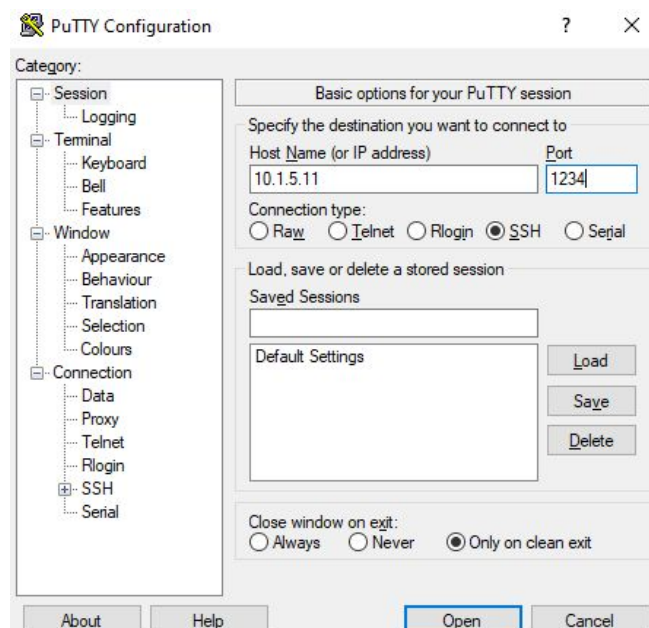 PuTTY Configuration
?
Category:
Session
Logging
Terminal
Keyboard
Bell
Features
Window
Appearance
Behaviour
Translation
Selection
Colours
Connection
Data
Proxy
Telnet
Rlogin
SSH
Serial
Basic options for your PuTTY session
Specify the destination you want to connect to
Host Name (or IP address) Port
10.1.5.11 1234
Connection type:
Raw Telnet Rlogin SSH Serial
Load, save or delete a stored session
Saved Sessions
Default Settings
Load
Save
Delete
Close window on exit:
Always Never Only on clean exit
About Help Open Cancel